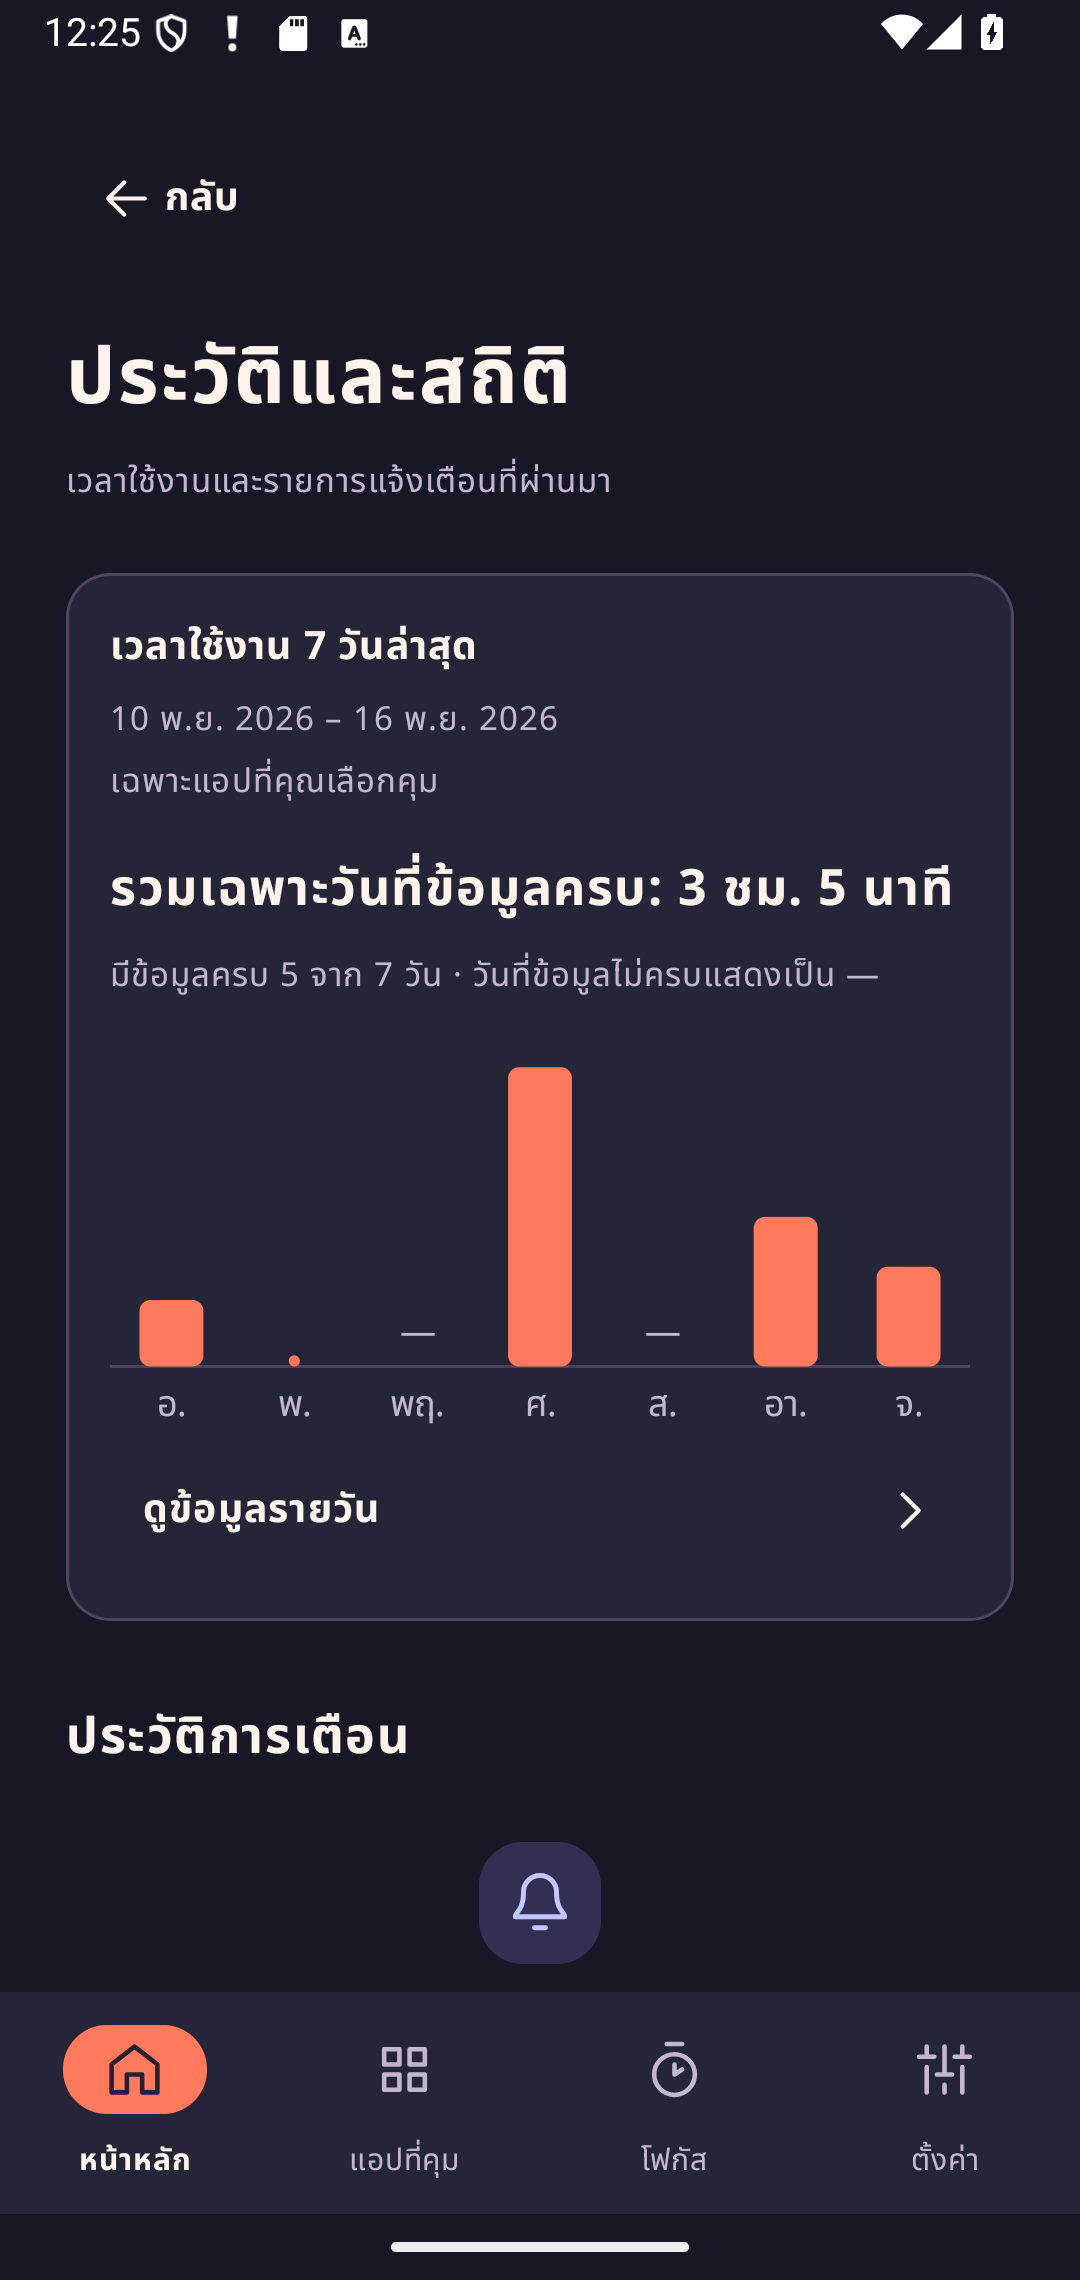 12:25
กลับ
ประวัติและสถิติ
เวลาใช้งานและรายการแจ้งเตือนที่ผ่านมา
เวลาใช้งาน 7 วันล่าสุด
10 พ.ย. 2026 – 16 พ.ย. 2026
เฉพาะแอปที่คุณเลือกคุม
รวมเฉพาะวันที่ข้อมูลครบ: 3 ชม. 5 นาที
มีข้อมูลครบ 5 จาก 7 วัน · วันที่ข้อมูลไม่ครบแสดงเป็น —
— —
อ. พ. พฤ. ศ. ส. อา. จ.
ดูข้อมูลรายวัน
ประวัติการเตือน
หน้าหลัก แอปที่คุม โฟกัส ตั้งค่า